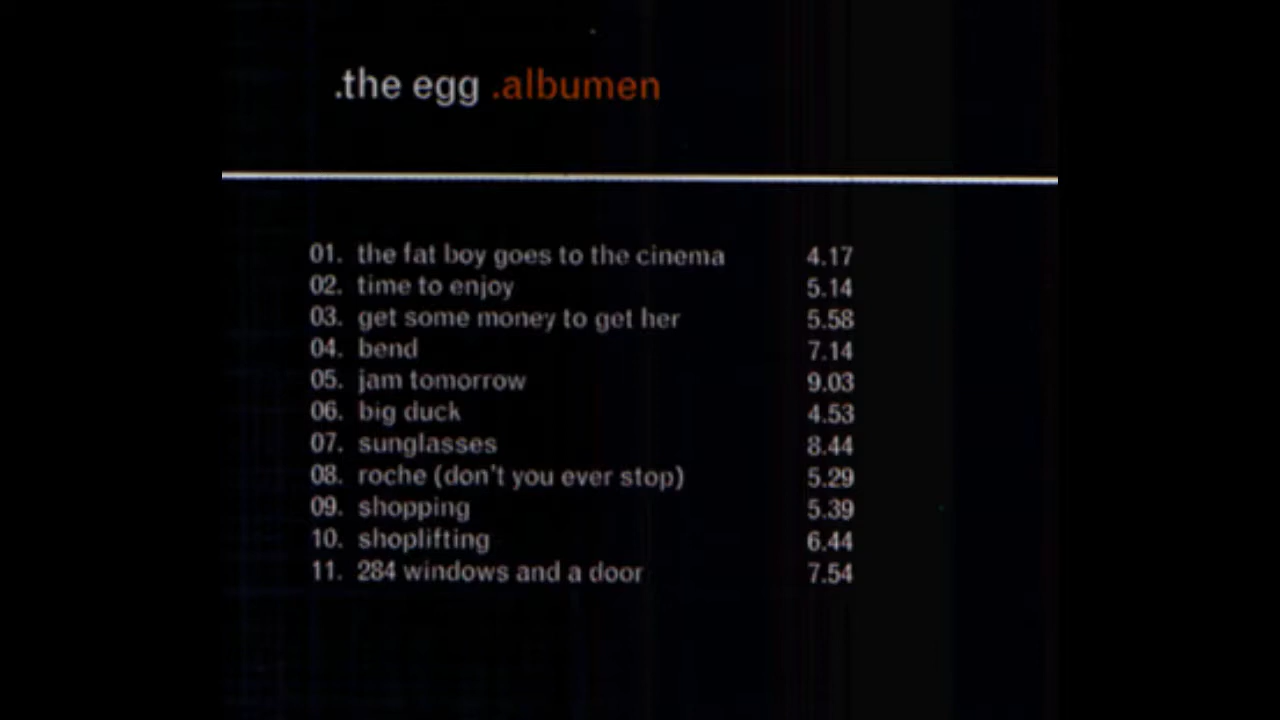 .the egg .albumen
01. the fat boy goes to the cinema 4.17
02. time to enjoy 5.14
03. get some money to get her 5.58
04. bend 7.14
05. jam tomorrow 9.03
06. big duck 4.53
07. sunglasses 8.44
08. roche (don't you ever stop) 5.29
09. shopping 5.39
10. shoplifting 6.44
11. 284 windows and a door 7.54